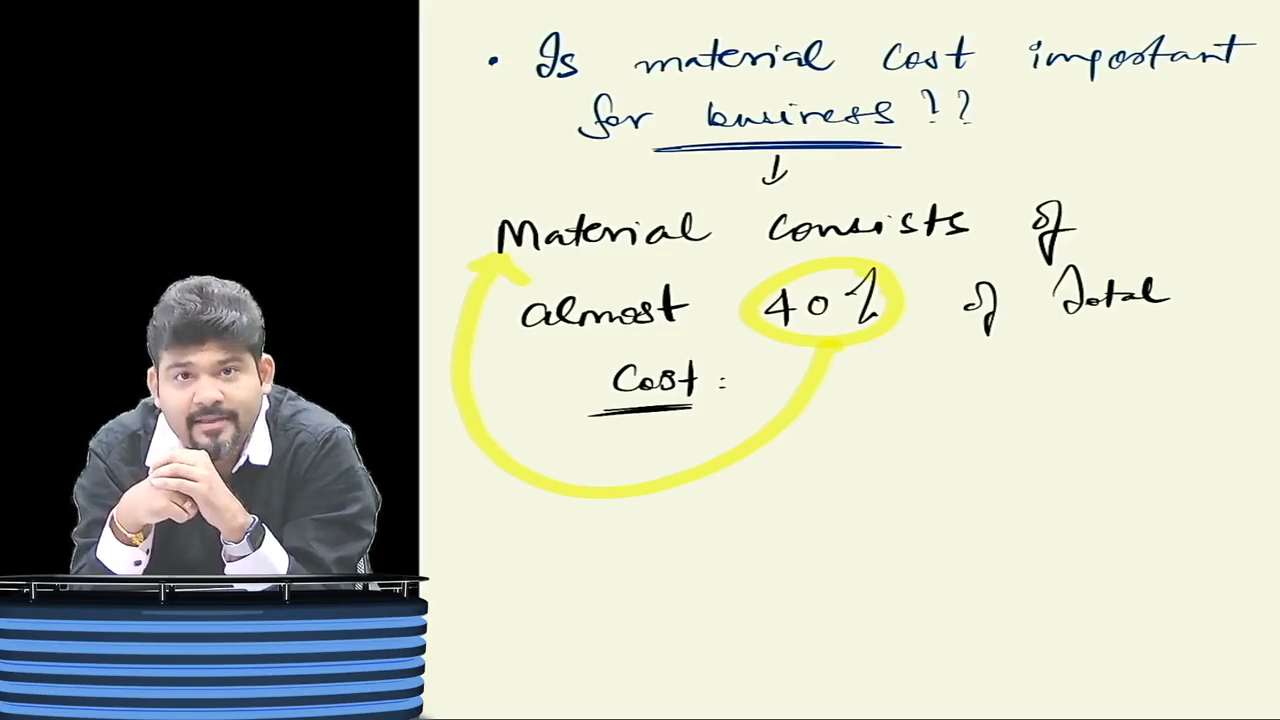 • Is material cost important
for business ??
↓
Material consists of
almost 40% of Total
Cost :